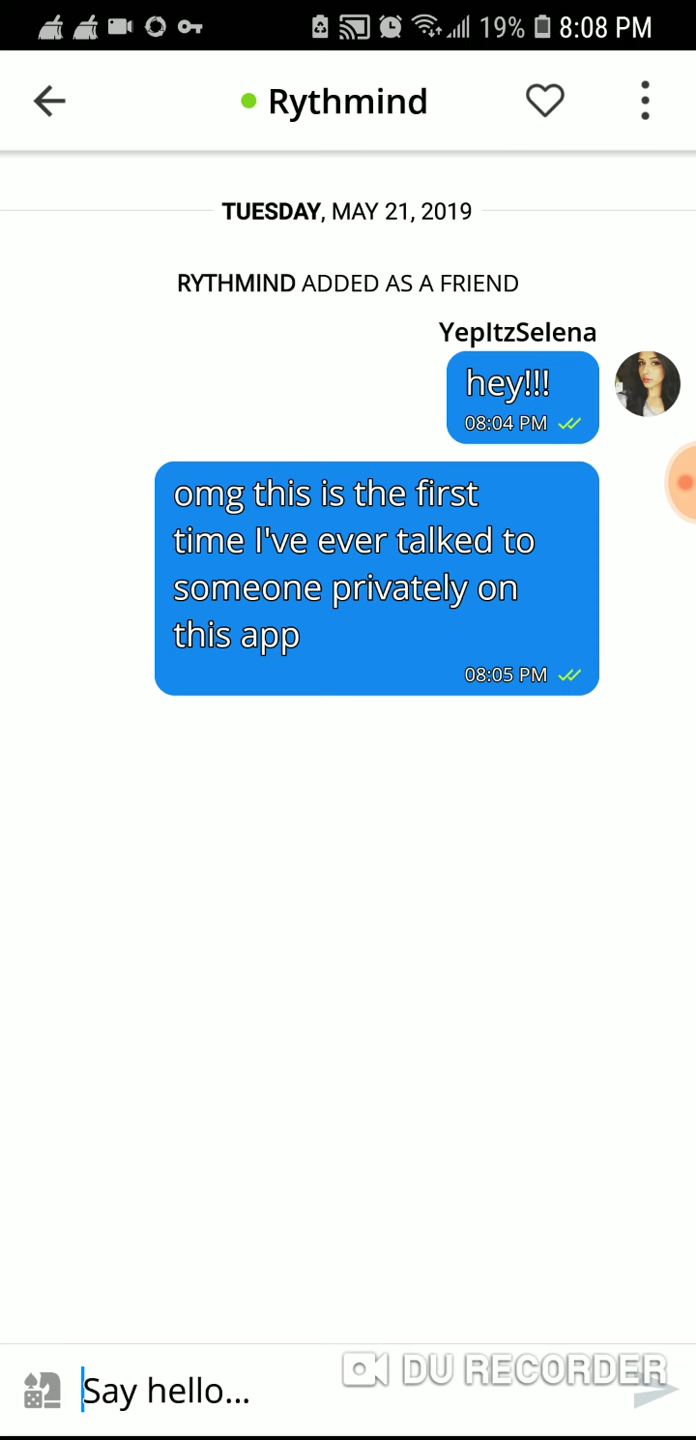 19% 8:08 PM
Rythmind
TUESDAY, MAY 21, 2019
RYTHMIND ADDED AS A FRIEND
YepItzSelena
hey!!!
08:04 PM
omg this is the first
time I've ever talked to
someone privately on
this app
08:05 PM
DU RECORDER
Say hello...